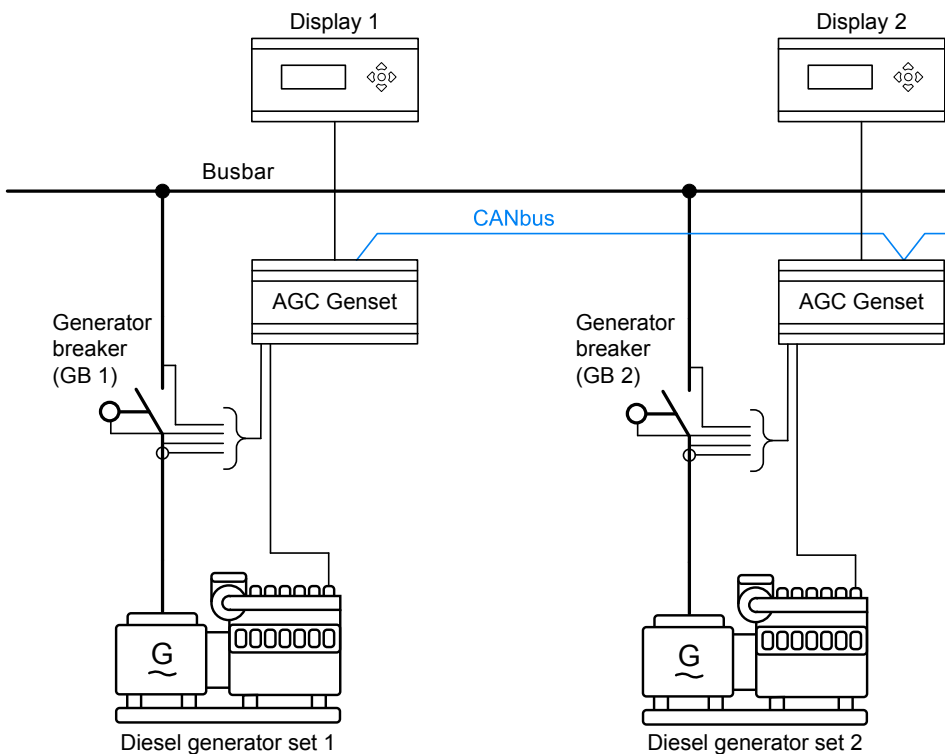 Display 1
Display 2
Busbar
CANbus
AGC Genset
AGC Genset
Generator
breaker
(GB 1)
Generator
breaker
(GB 2)
G
G
Diesel generator set 1
Diesel generator set 2